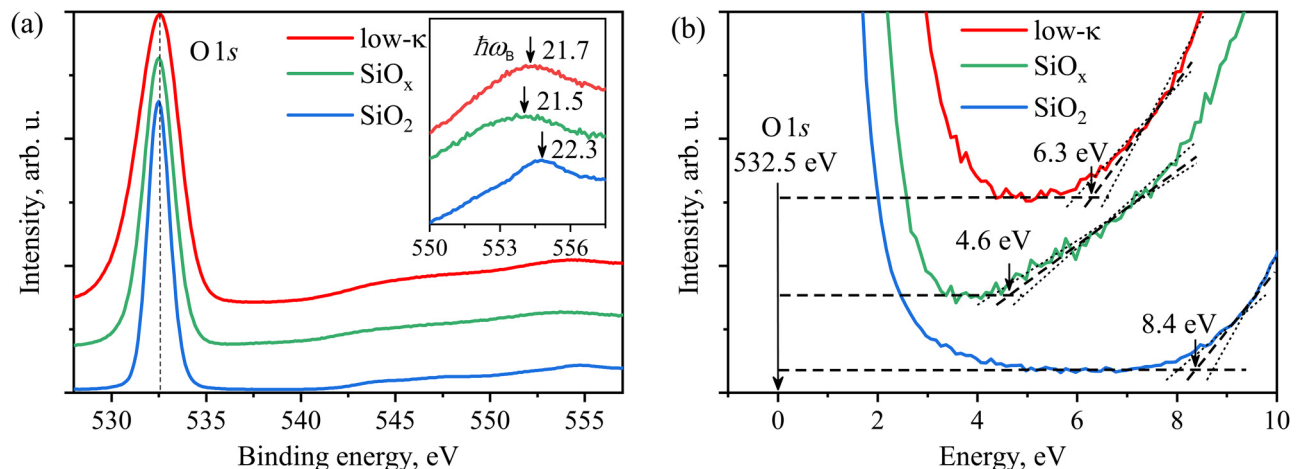 (a)
O 1s
low-κ
SiOₓ
SiO₂
ℏω_B
21.7
21.5
22.3
550 553 556
Intensity, arb. u.
530 535 540 545 550 555
Binding energy, eV
(b)
low-κ
SiOₓ
SiO₂
O 1s
532.5 eV
6.3 eV
4.6 eV
8.4 eV
Intensity, arb. u.
0 2 4 6 8 10
Energy, eV